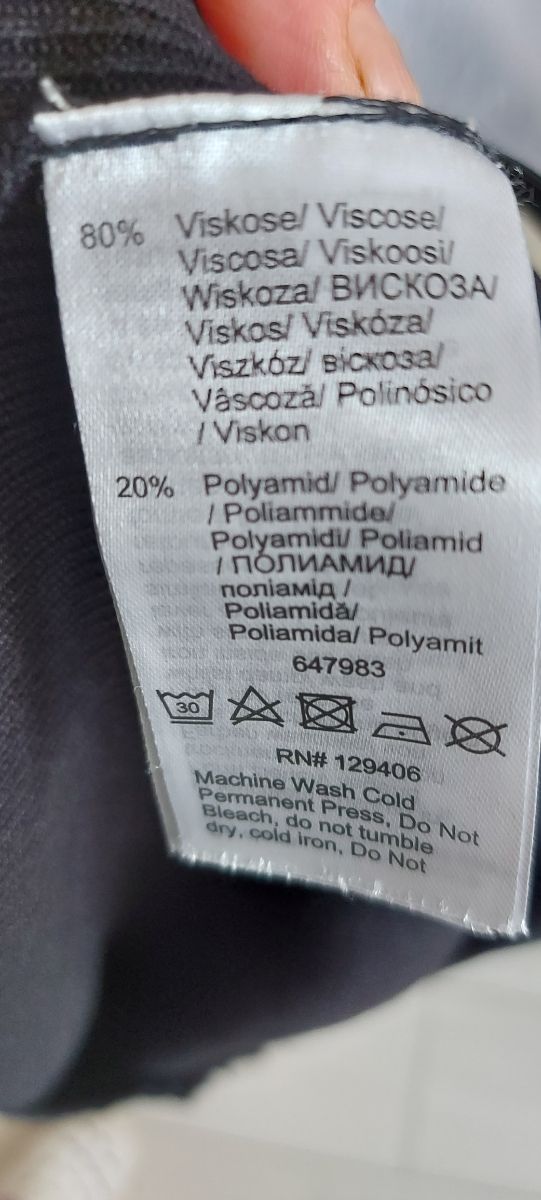 80% Viskose/ Viscose/
Viscosa/ Viskoosi/
Wiskoza/ ВИСКОЗА/
Viskos/ Viskóza/
Viszkóz/ віскоза/
Vâscoză/ Polinósico
/ Viskon
20% Polyamid/ Polyamide
/ Poliammide/
Polyamidi/ Poliamid
/ ПОЛИАМИД/
поліамід /
Poliamidă/
Poliamida/ Polyamit
647983
30
RN# 129406
Machine Wash Cold
Permanent Press, Do Not
Bleach, do not tumble
dry, cold iron, Do Not